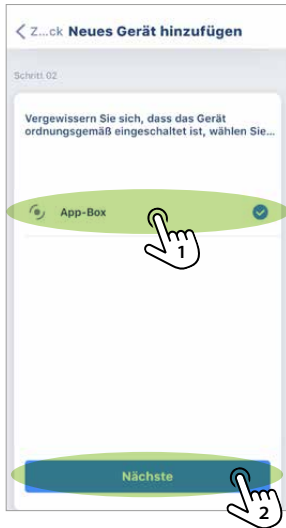 Z...ck Neues Gerät hinzufügen
Schritt 02
Vergewissern Sie sich, dass das Gerät
ordnungsgemäß eingeschaltet ist, wählen Sie...
App-Box
1
Nächste
2